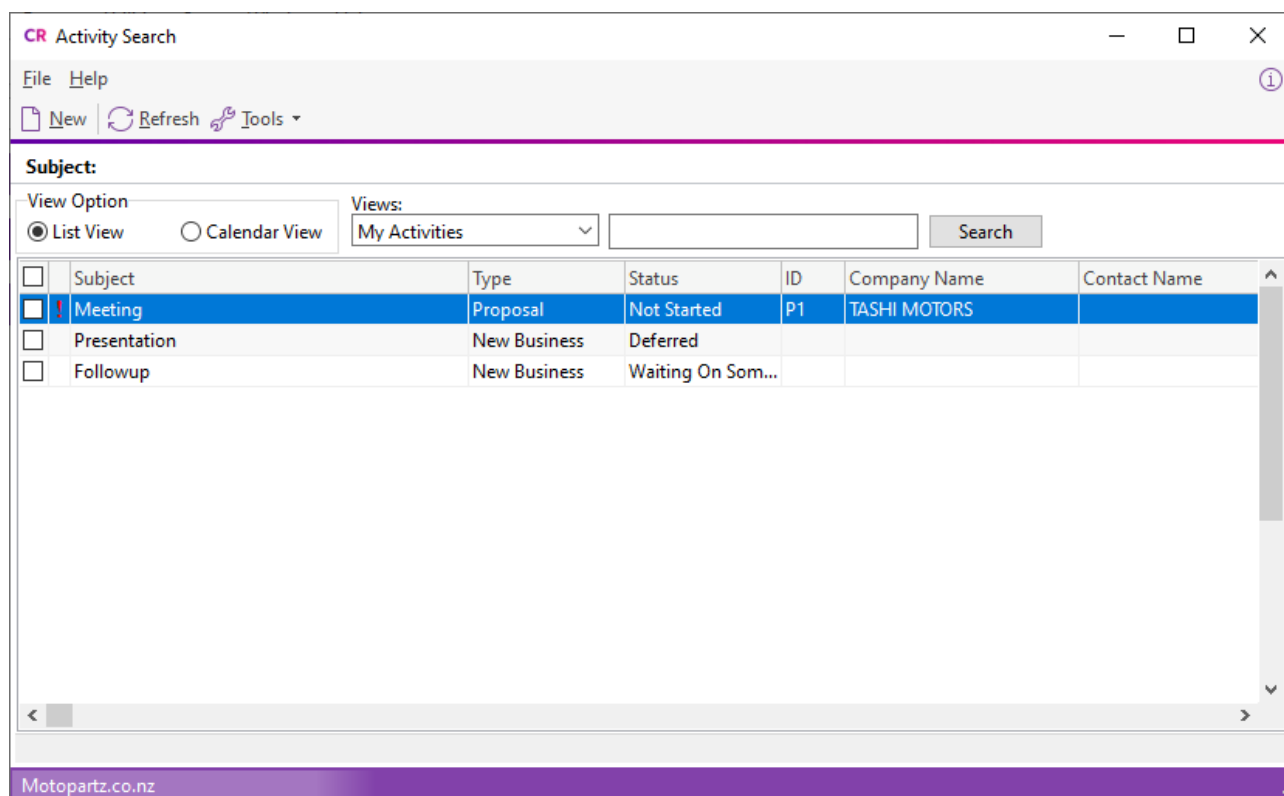 CR Activity Search
File Help
New Refresh Tools
Subject:
View Option
Views:
List View Calendar View My Activities Search
Subject Type Status ID Company Name Contact Name
! Meeting Proposal Not Started P1 TASHI MOTORS
Presentation New Business Deferred
Followup New Business Waiting On Som...
Motopartz.co.nz